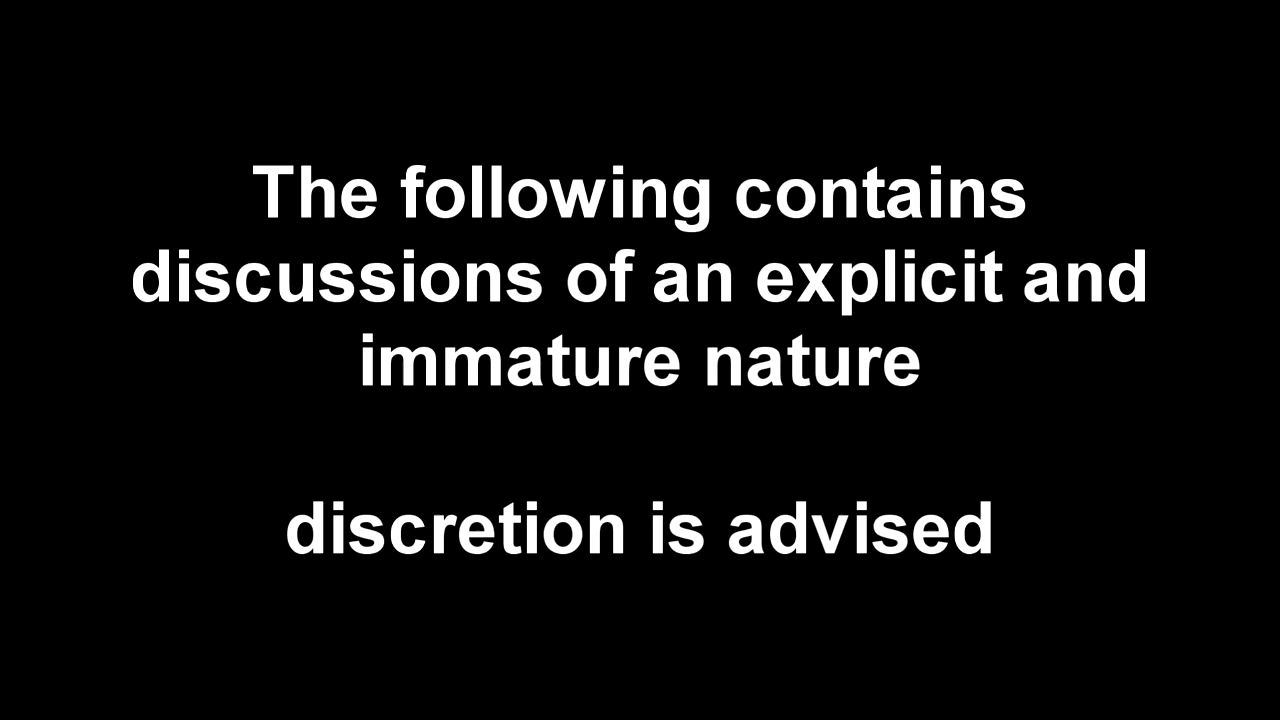 The following contains
discussions of an explicit and
immature nature
discretion is advised